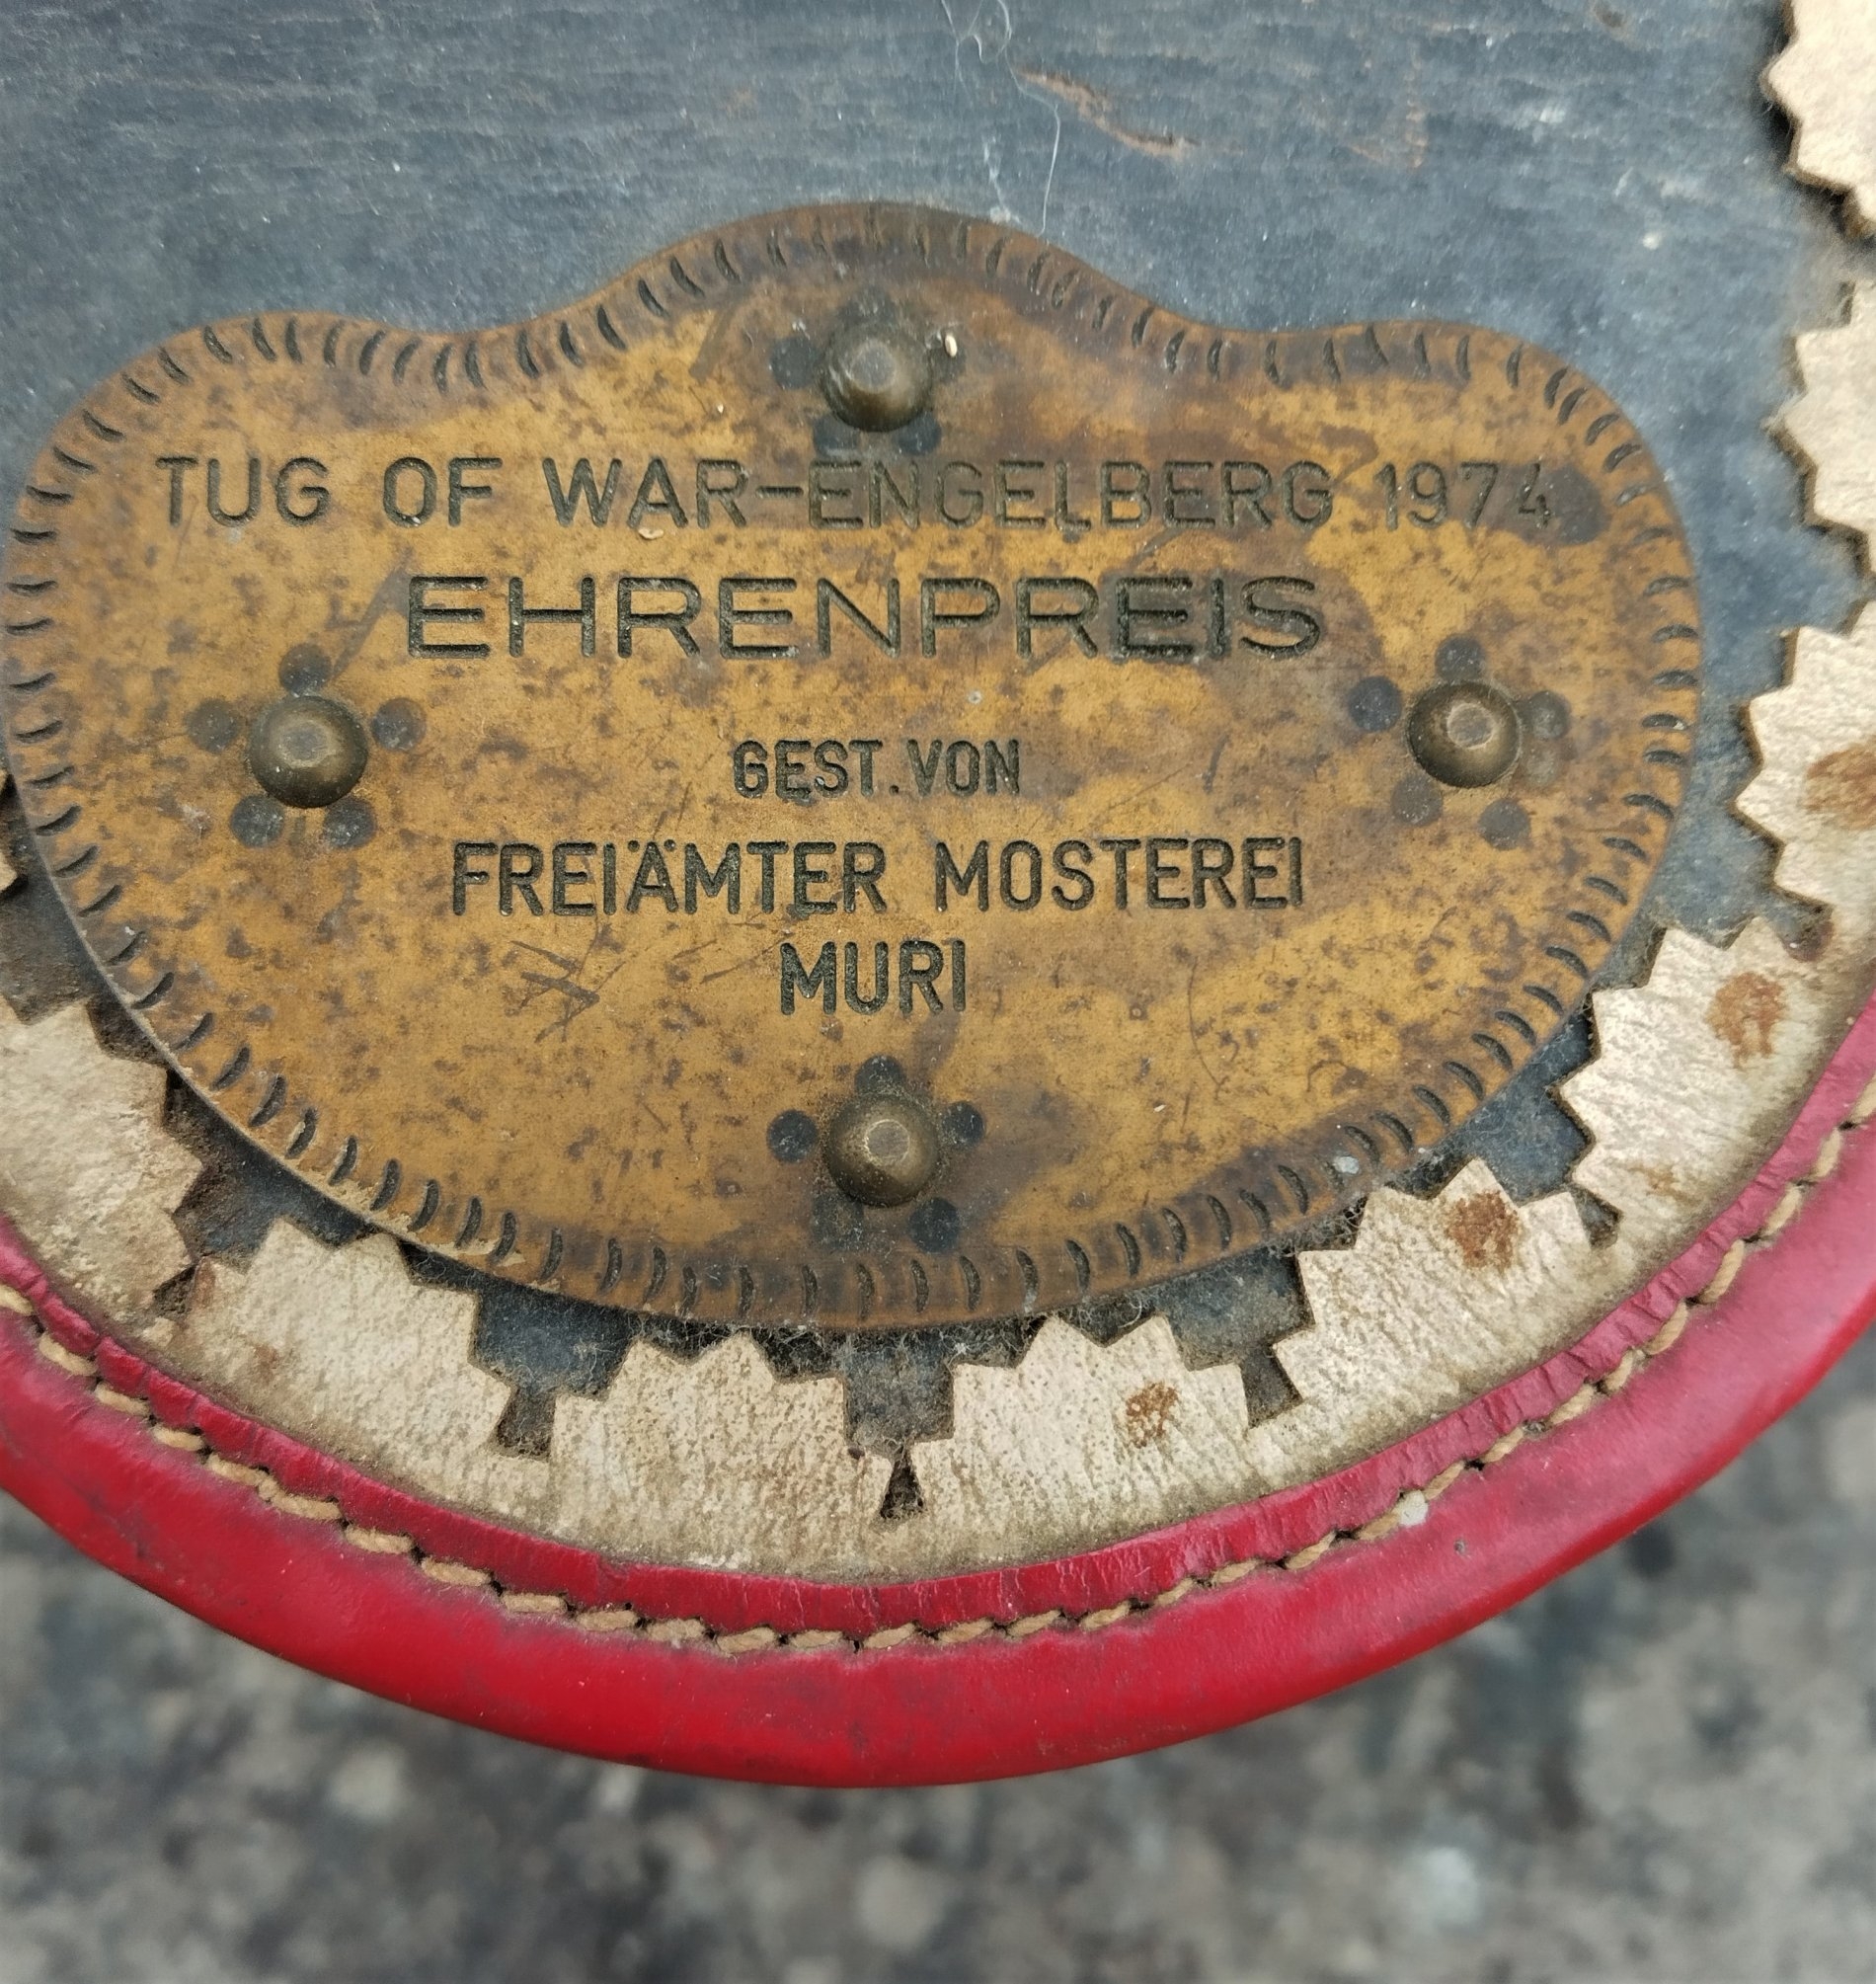 TUG OF WAR-ENGELBERG 1974
EHRENPREIS
GEST.VON
FREIÄMTER MOSTEREI
MURI